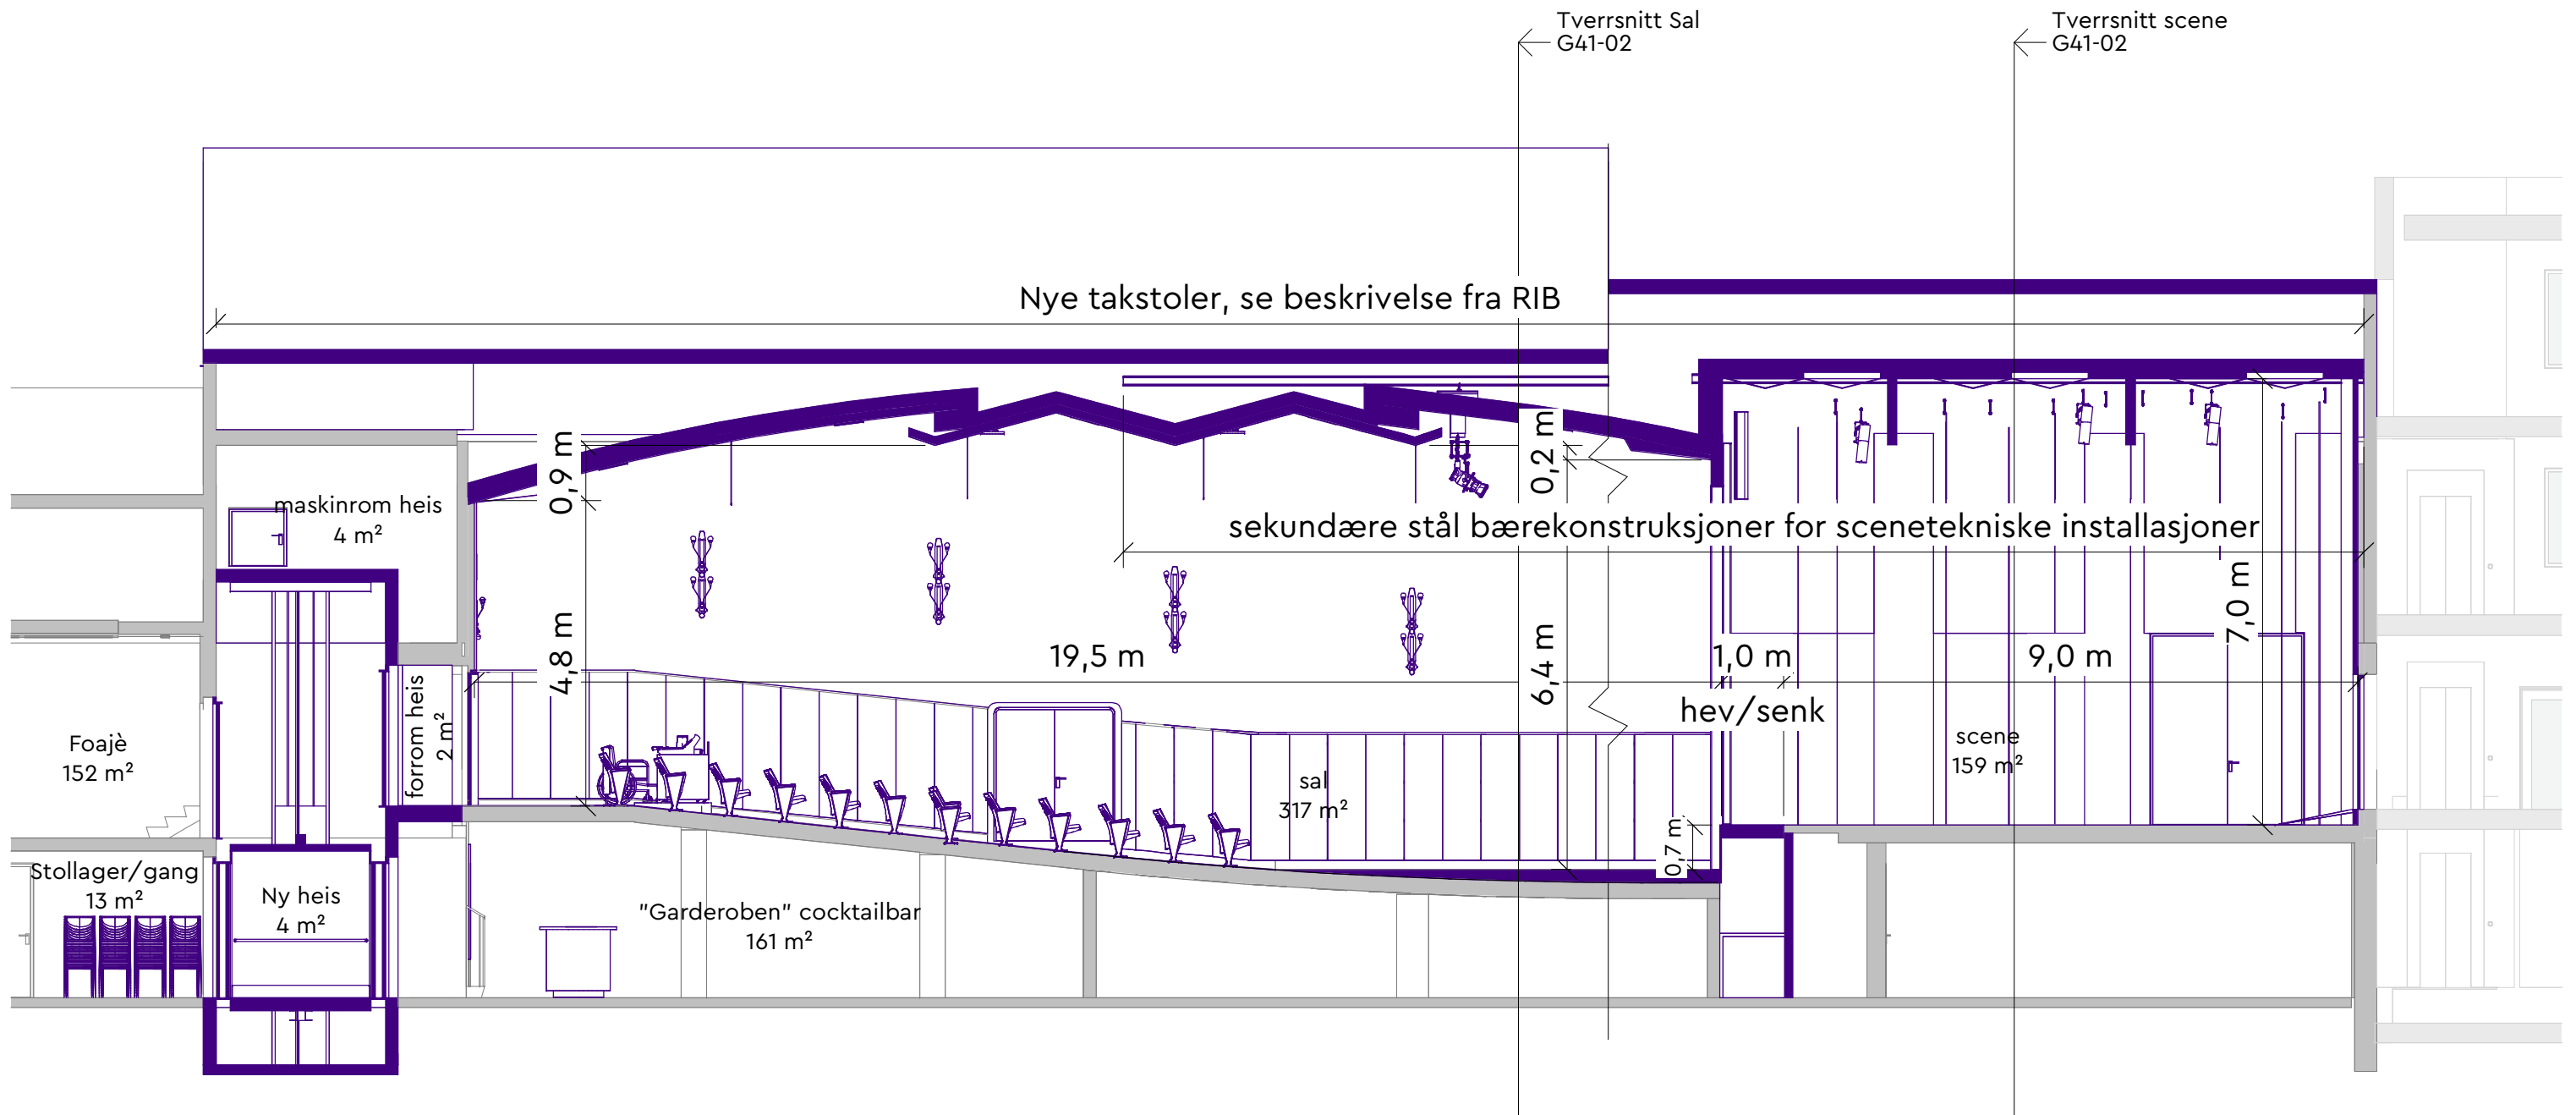 Tverrsnitt Sal
G41-02
Tverrsnitt scene
G41-02
Nye takstoler, se beskrivelse fra RIB
0,9 m
0,2 m
maskinrom heis
4 m²
sekundære stål bærekonstruksjoner for scenetekniske installasjoner
4,8 m
19,5 m
6,4 m
1,0 m
hev/senk
9,0 m
7,0 m
forrom heis
2 m²
Foajè
152 m²
scene
159 m²
sal
317 m²
0,7 m
Stollager/gang
13 m²
Ny heis
4 m²
"Garderoben" cocktailbar
161 m²